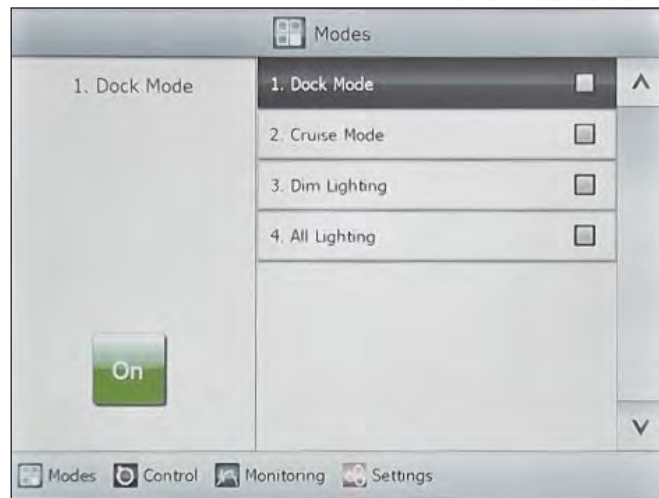 Modes
1. Dock Mode
On
1. Dock Mode
2. Cruise Mode
3. Dim Lighting
4. All Lighting
Modes Control Monitoring Settings